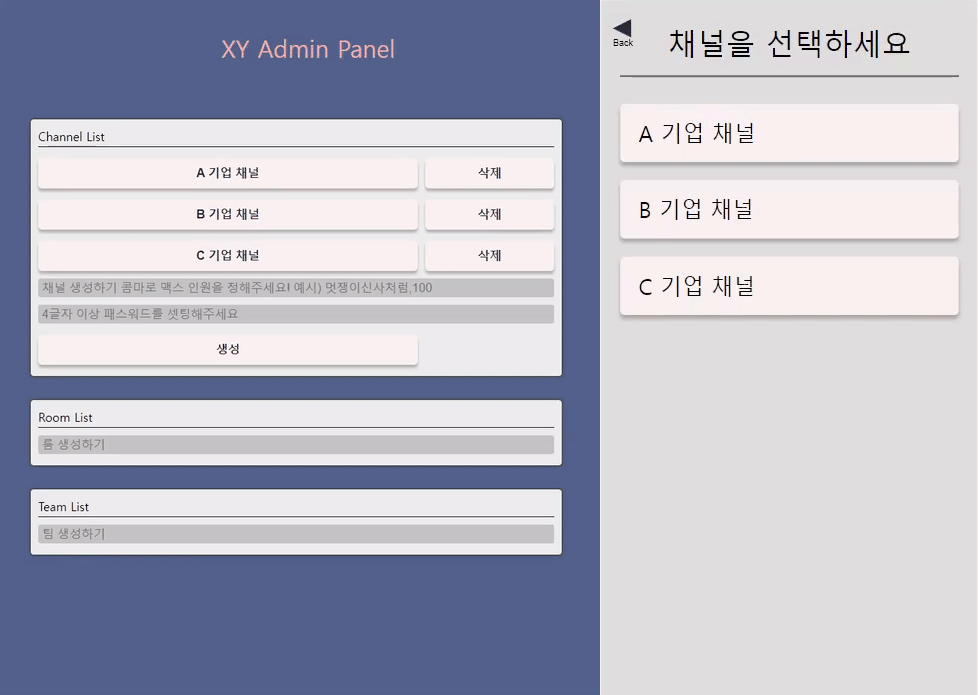 XY Admin Panel
Channel List
A 기업 채널
삭제
B 기업 채널
삭제
C 기업 채널
삭제
채널 생성하기 콤마로 맥스 인원을 정해주세요! 예시) 멋쟁이신사처럼,100
4글자 이상 패스워드를 셋팅해주세요
생성
Room List
룸 생성하기
Team List
팀 생성하기
Back
채널을 선택하세요
A 기업 채널
B 기업 채널
C 기업 채널